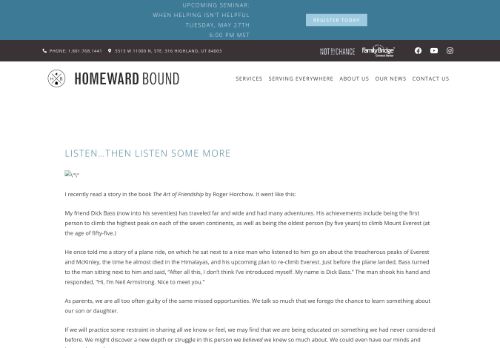 UPCOMING SEMINAR:
WHEN HELPING ISN'T HELPFUL
TUESDAY, MAY 27TH
6:00 PM MST
REGISTER TODAY
PHONE: 1.801.768.1441
5513 W 11000 N, STE. 316 HIGHLAND, UT 84003
NOT BY CHANCE
FamilyBridge
HOMEWARD BOUND
SERVICES SERVING EVERYWHERE ABOUT US OUR NEWS CONTACT US
LISTEN…THEN LISTEN SOME MORE
I recently read a story in the book The Art of Friendship by Roger Horchow. It went like this:
My friend Dick Bass (now into his seventies) has traveled far and wide and had many adventures. His achievements include being the first
person to climb the highest peak on each of the seven continents, as well as being the oldest person (by five years) to climb Mount Everest (at
the age of fifty-five.)
He once told me a story of a plane ride, on which he sat next to a nice man who listened to him go on about the treacherous peaks of Everest
and McKinley, the time he almost died in the Himalayas, and his upcoming plan to re-climb Everest. Just before the plane landed, Bass turned
to the man sitting next to him and said, "After all this, I don't think I've introduced myself. My name is Dick Bass." The man shook his hand and
responded, "Hi, I'm Neil Armstrong. Nice to meet you."
As parents, we are all too often guilty of the same missed opportunities. We talk so much that we forego the chance to learn something about
our son or daughter.
If we will practice some restraint in sharing all we know or feel, we may find that we are being educated on something we had never considered
before. We might discover a new depth or struggle in this person we believed we knew so much about. We could even have our minds and